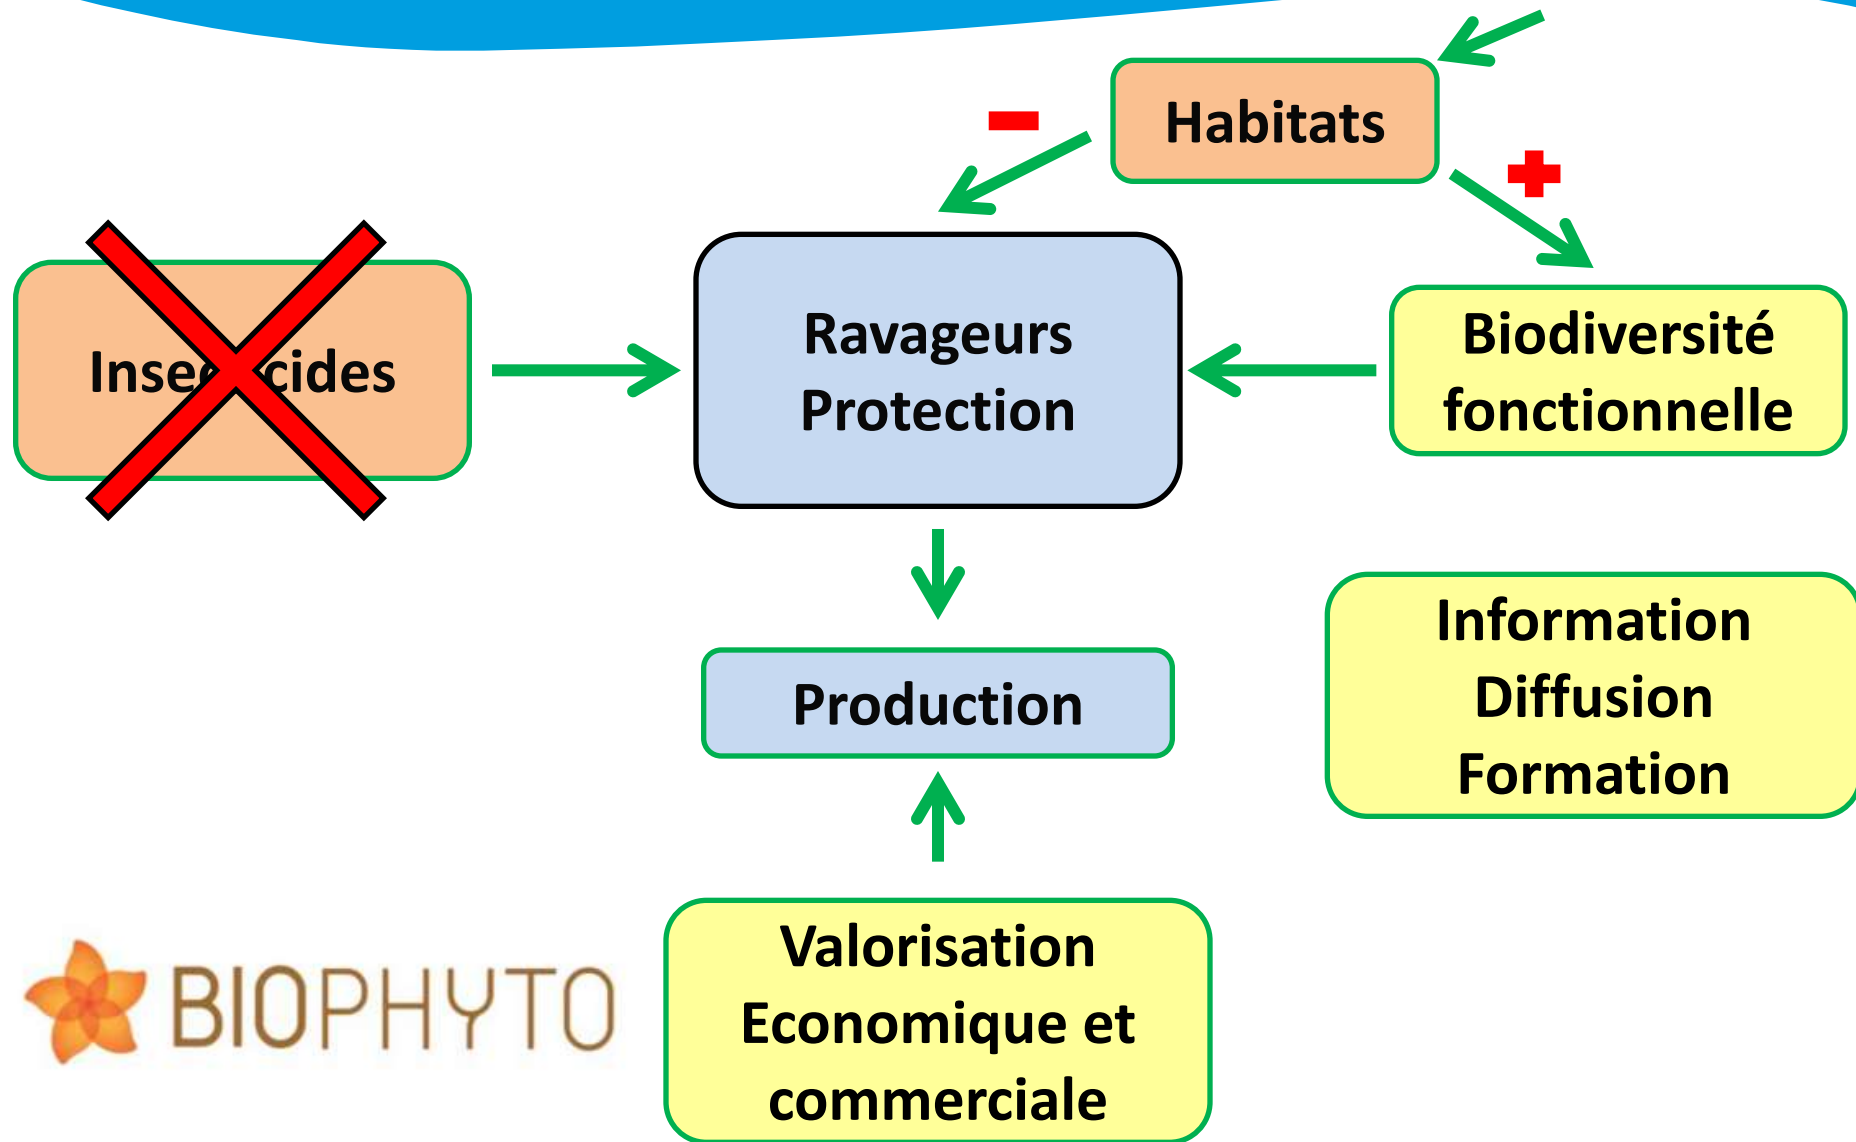 Habitats
Insecticides
Ravageurs
Protection
Biodiversité
fonctionnelle
Information
Diffusion
Formation
Production
Valorisation
Economique et
commerciale
BIOPHYTO